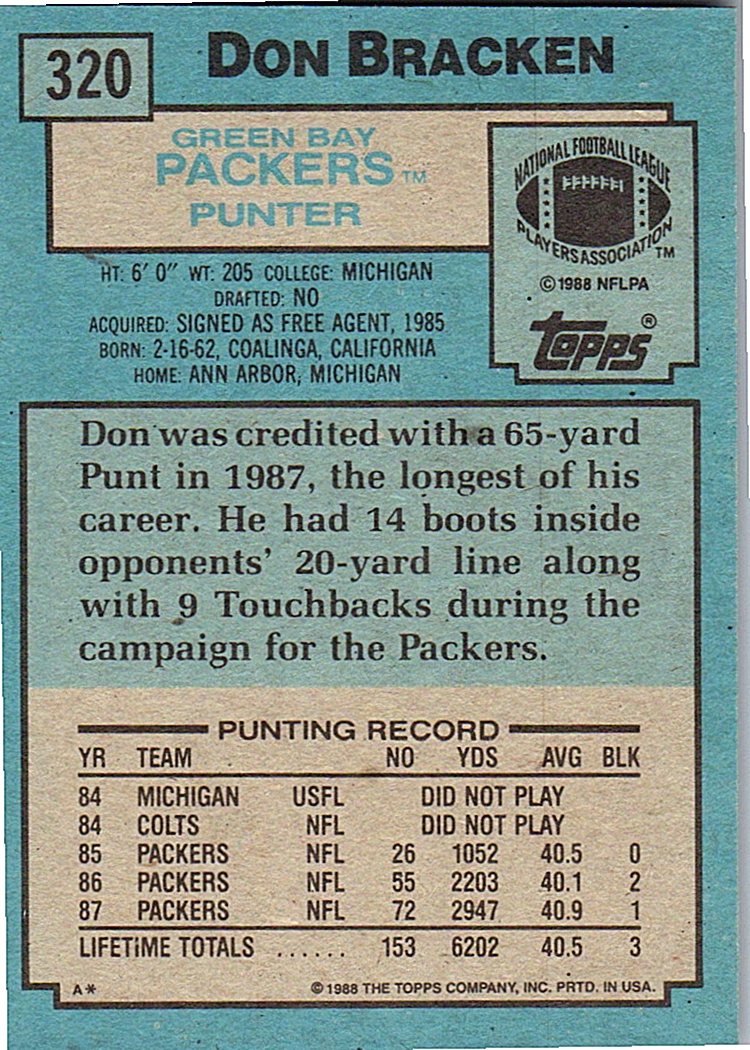 320
DON BRACKEN
GREEN BAY
PACKERS™
PUNTER
NATIONAL FOOTBALL LEAGUE
PLAYERS ASSOCIATION™
©1988 NFLPA
Topps®
HT: 6' 0" WT: 205 COLLEGE: MICHIGAN
DRAFTED: NO
ACQUIRED: SIGNED AS FREE AGENT, 1985
BORN: 2-16-62, COALINGA, CALIFORNIA
HOME: ANN ARBOR, MICHIGAN
Don was credited with a 65-yard
Punt in 1987, the longest of his
career. He had 14 boots inside
opponents' 20-yard line along
with 9 Touchbacks during the
campaign for the Packers.
PUNTING RECORD
YR TEAM NO YDS AVG BLK
84 MICHIGAN USFL DID NOT PLAY
84 COLTS NFL DID NOT PLAY
85 PACKERS NFL 26 1052 40.5 0
86 PACKERS NFL 55 2203 40.1 2
87 PACKERS NFL 72 2947 40.9 1
LIFETIME TOTALS ...... 153 6202 40.5 3
A* ©1988 THE TOPPS COMPANY, INC. PRTD. IN USA.